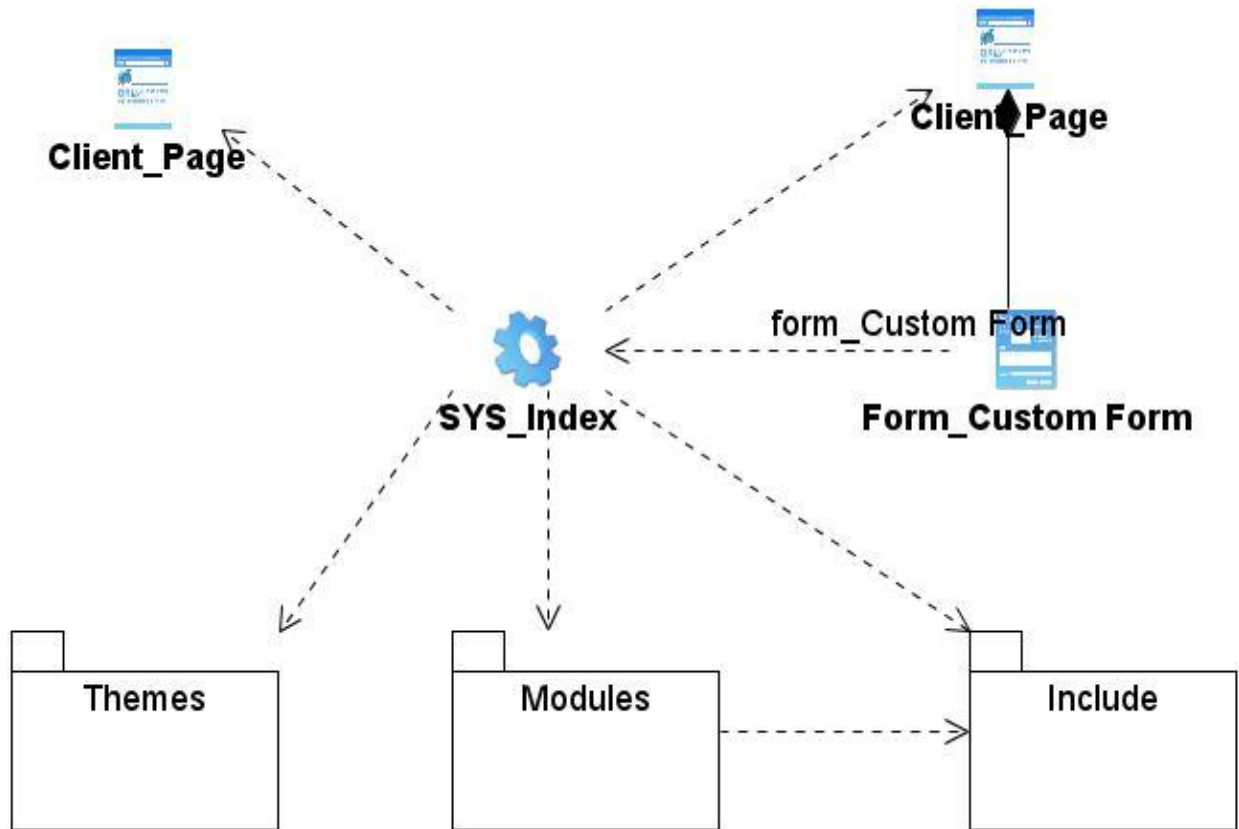 Client_Page
Client_Page
form_Custom Form
SYS_Index
Form_Custom Form
Themes
Modules
Include